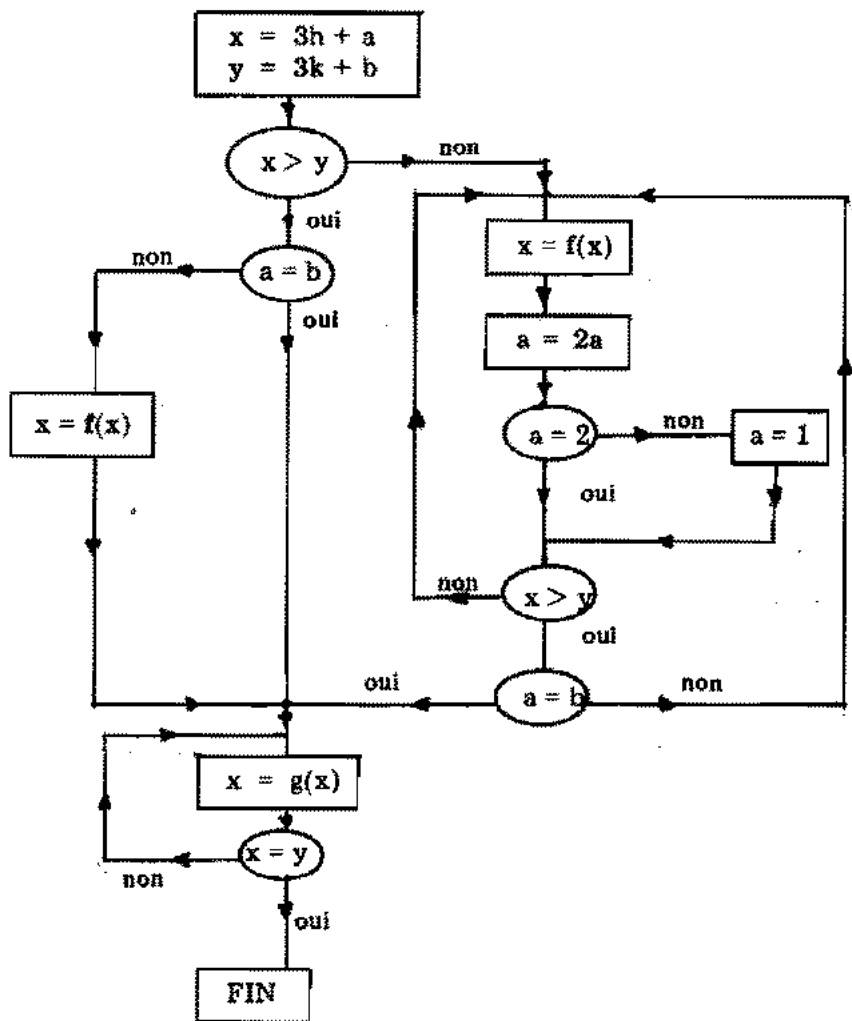 x = 3h + a
y = 3k + b
x > y
non
oui
a = b
non
oui
x = f(x)
x = f(x)
a = 2a
a = 2
non
a = 1
oui
x > y
non
oui
a = b
oui
non
x = g(x)
x = y
non
oui
FIN